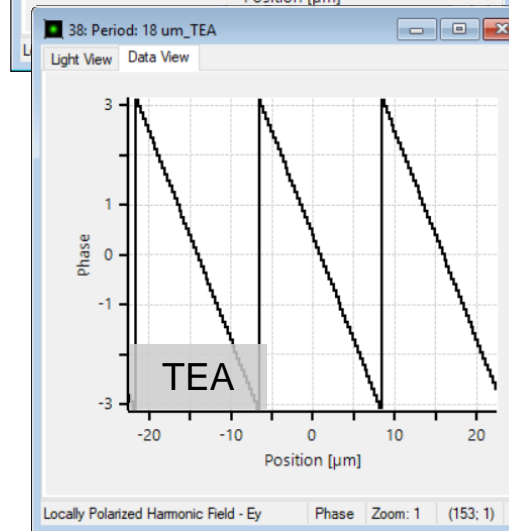 Position [µm]
38: Period: 18 um_TEA
Light View Data View
3
1
0
-1
-3
Phase
TEA
-20 -10 0 10 20
Position [µm]
Locally Polarized Harmonic Field - Ey Phase Zoom: 1 (153; 1)